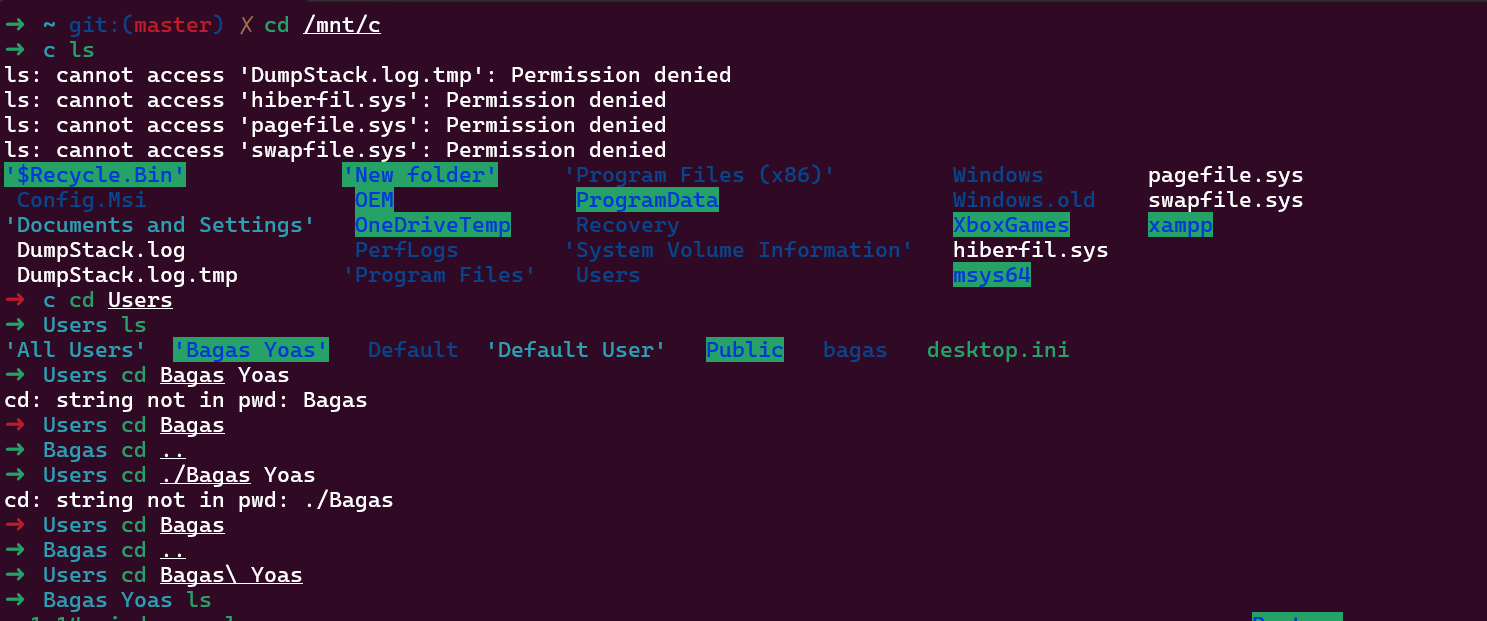 ➜ ~ git:(master) ✗ cd /mnt/c
➜ c ls
ls: cannot access 'DumpStack.log.tmp': Permission denied
ls: cannot access 'hiberfil.sys': Permission denied
ls: cannot access 'pagefile.sys': Permission denied
ls: cannot access 'swapfile.sys': Permission denied
'$Recycle.Bin' 'New folder' 'Program Files (x86)' Windows pagefile.sys
Config.Msi OEM ProgramData Windows.old swapfile.sys
'Documents and Settings' OneDriveTemp Recovery XboxGames xampp
DumpStack.log PerfLogs 'System Volume Information' hiberfil.sys
DumpStack.log.tmp 'Program Files' Users msys64
➜ c cd Users
➜ Users ls
'All Users' 'Bagas Yoas' Default 'Default User' Public bagas desktop.ini
➜ Users cd Bagas Yoas
cd: string not in pwd: Bagas
➜ Users cd Bagas
➜ Bagas cd ..
➜ Users cd ./Bagas Yoas
cd: string not in pwd: ./Bagas
➜ Users cd Bagas
➜ Bagas cd ..
➜ Users cd Bagas\ Yoas
➜ Bagas Yoas ls